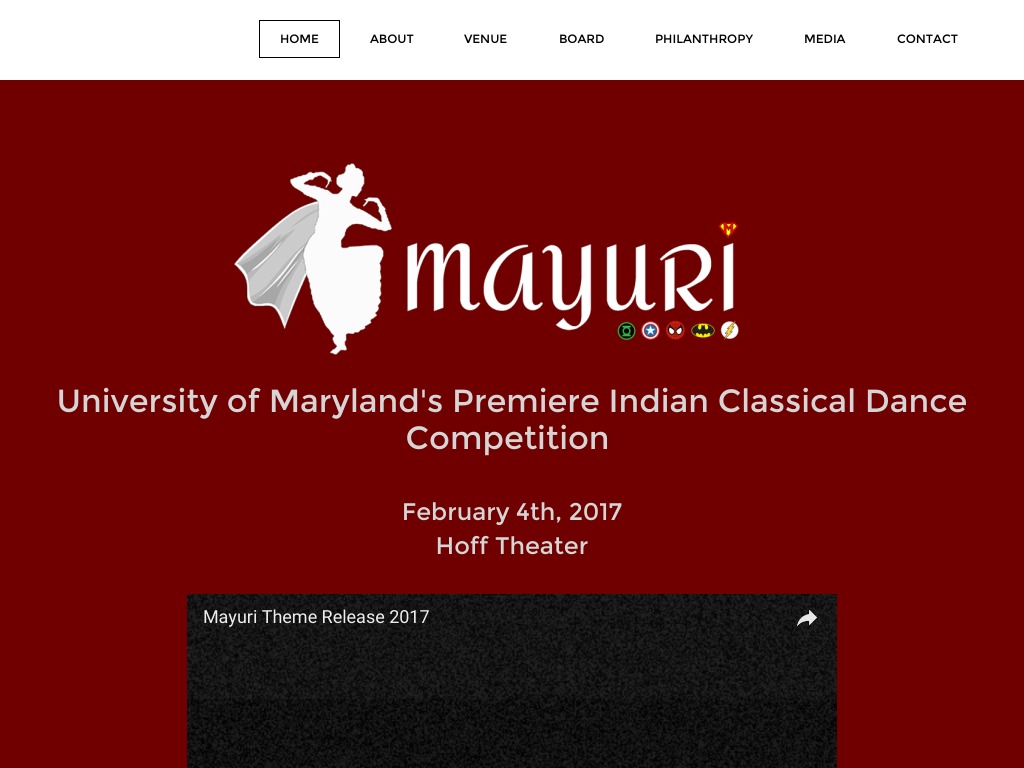 HOME ABOUT VENUE BOARD PHILANTHROPY MEDIA CONTACT
mayuri
University of Maryland's Premiere Indian Classical Dance
Competition
February 4th, 2017
Hoff Theater
Mayuri Theme Release 2017